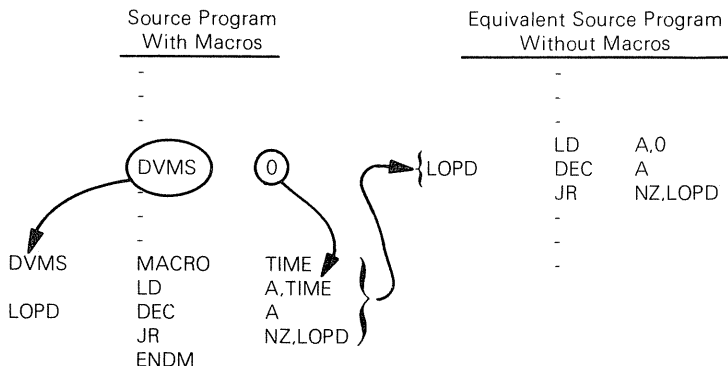 Source Program
With Macros
-
-
-
DVMS 0
-
-
-
DVMS MACRO TIME
LD A,TIME
LOPD DEC A
JR NZ,LOPD
ENDM
Equivalent Source Program
Without Macros
-
-
-
LD A,0
LOPD DEC A
JR NZ,LOPD
-
-
-